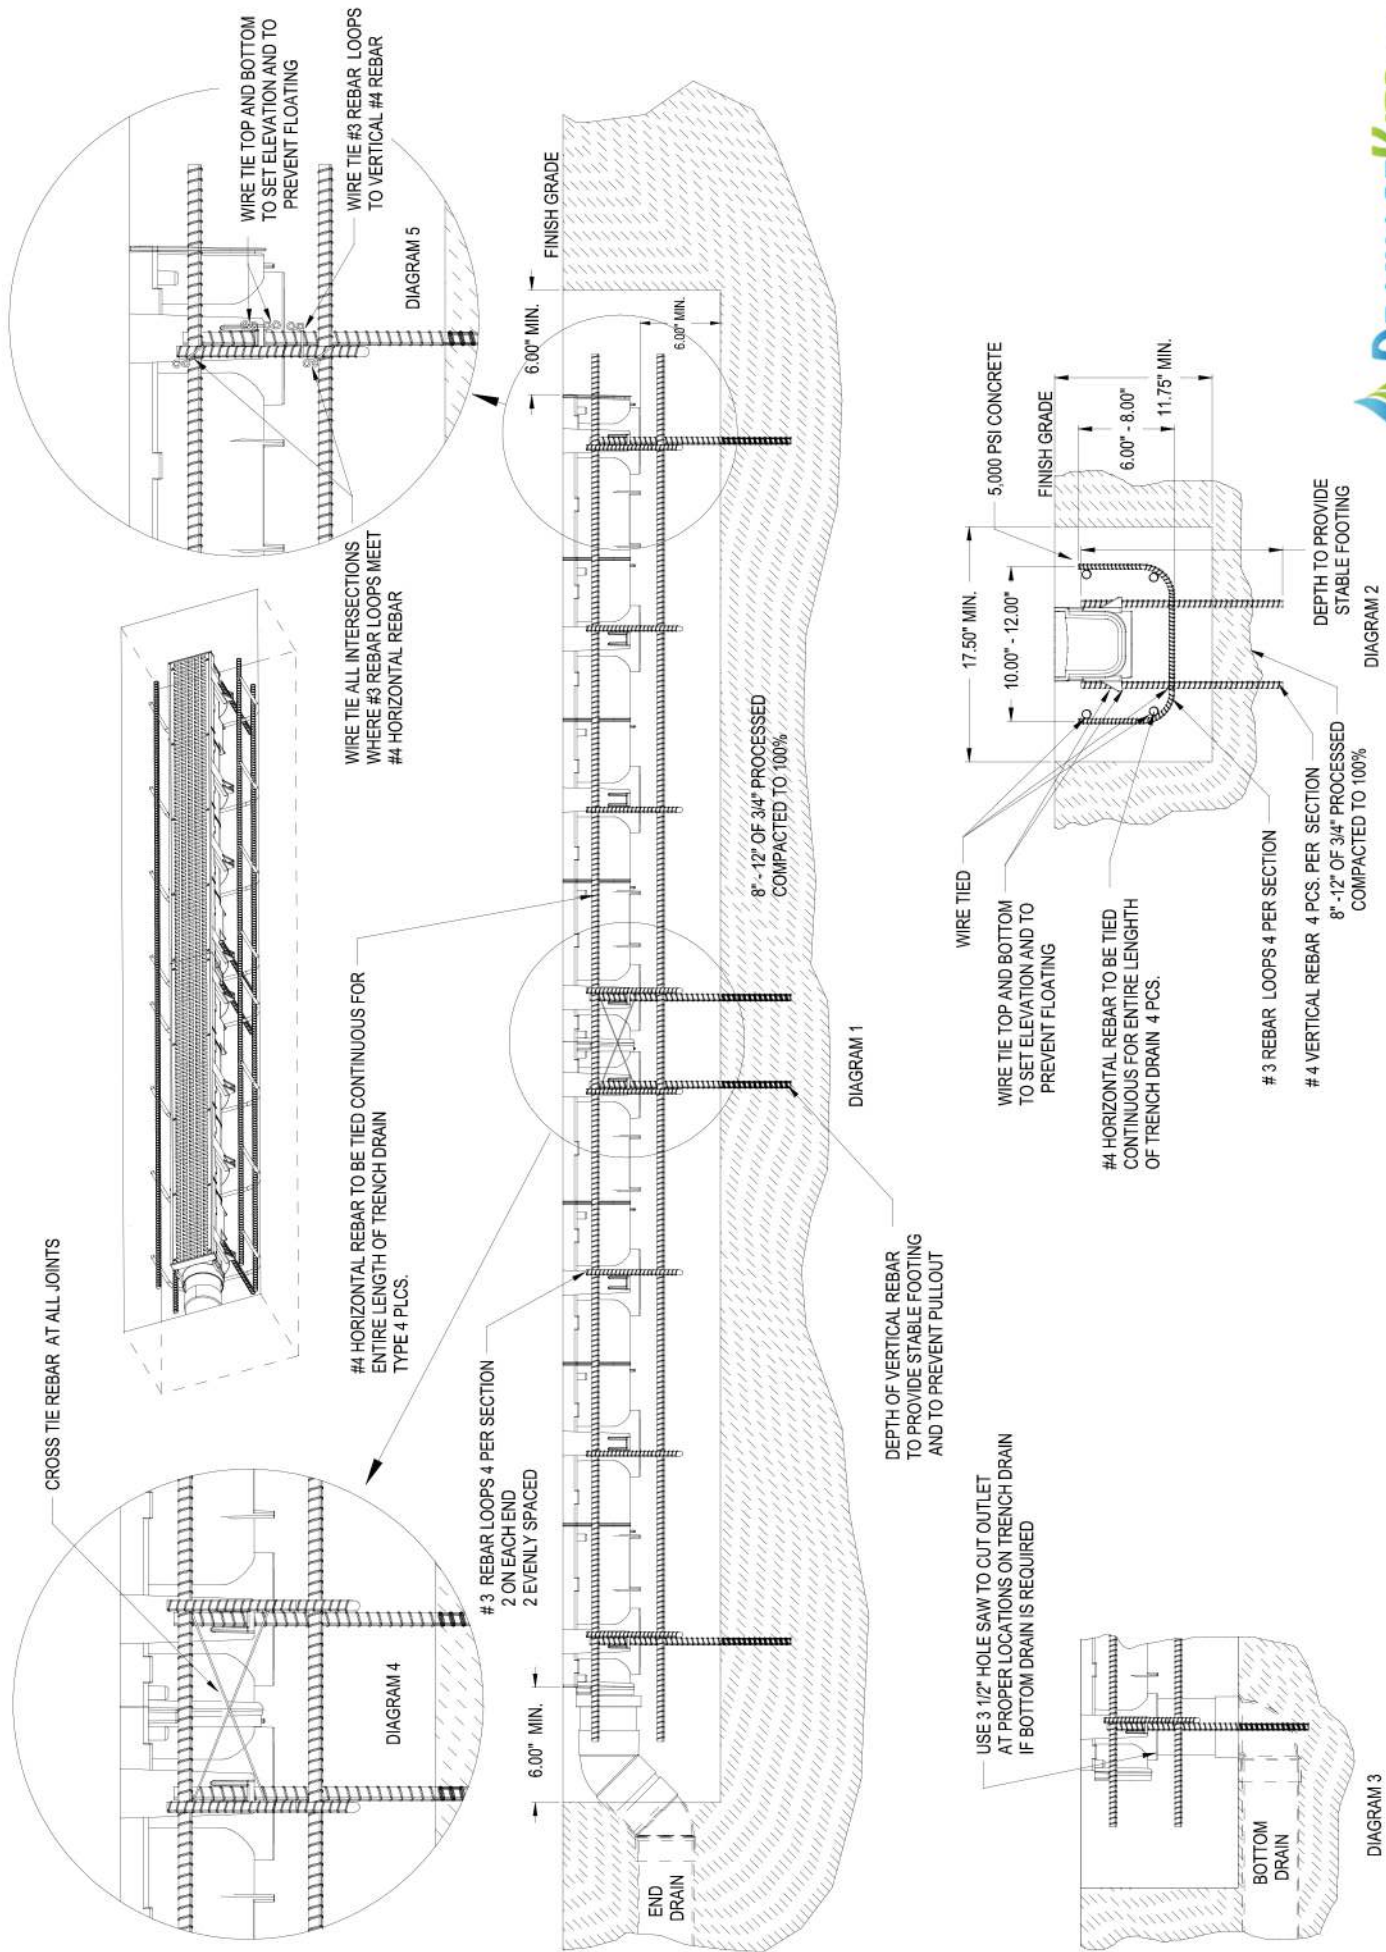 CROSS TIE REBAR AT ALL JOINTS
WIRE TIE TOP AND BOTTOM
TO SET ELEVATION AND TO
PREVENT FLOATING
WIRE TIE #3 REBAR LOOPS
TO VERTICAL #4 REBAR
DIAGRAM 5
WIRE TIE ALL INTERSECTIONS
WHERE #3 REBAR LOOPS MEET
#4 HORIZONTAL REBAR
DIAGRAM 4
#4 HORIZONTAL REBAR TO BE TIED CONTINUOUS FOR
ENTIRE LENGTH OF TRENCH DRAIN
TYPE 4 PLCS.
# 3 REBAR LOOPS 4 PER SECTION
2 ON EACH END
2 EVENLY SPACED
6.00" MIN.
6.00" MIN.
FINISH GRADE
6.00" MIN.
END
DRAIN
8" - 12" OF 3/4" PROCESSED
COMPACTED TO 100%
DEPTH OF VERTICAL REBAR
TO PROVIDE STABLE FOOTING
AND TO PREVENT PULLOUT
DIAGRAM 1
USE 3 1/2" HOLE SAW TO CUT OUTLET
AT PROPER LOCATIONS ON TRENCH DRAIN
IF BOTTOM DRAIN IS REQUIRED
BOTTOM
DRAIN
DIAGRAM 3
WIRE TIED
WIRE TIE TOP AND BOTTOM
TO SET ELEVATION AND TO
PREVENT FLOATING
#4 HORIZONTAL REBAR TO BE TIED
CONTINUOUS FOR ENTIRE LENGHTH
OF TRENCH DRAIN 4 PCS.
# 3 REBAR LOOPS 4 PER SECTION
# 4 VERTICAL REBAR 4 PCS. PER SECTION
8" -12" OF 3/4" PROCESSED
COMPACTED TO 100%
17.50" MIN.
10.00" - 12.00"
5,000 PSI CONCRETE
FINISH GRADE
6.00" - 8.00"
11.75" MIN.
DEPTH TO PROVIDE
STABLE FOOTING
DIAGRAM 2